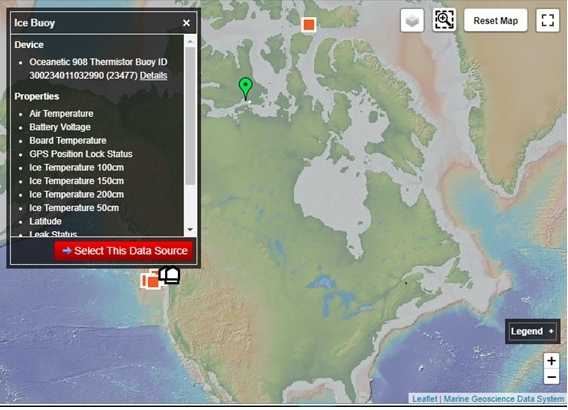 Ice Buoy ×
Reset Map
Device
Oceanetic 908 Thermistor Buoy ID
300234011032990 (23477) Details
Properties
Air Temperature
Battery Voltage
Board Temperature
GPS Position Lock Status
Ice Temperature 100cm
Ice Temperature 150cm
Ice Temperature 200cm
Ice Temperature 50cm
Latitude
Leak Status
Select This Data Source
Legend +
+
−
Leaflet | Marine Geoscience Data System